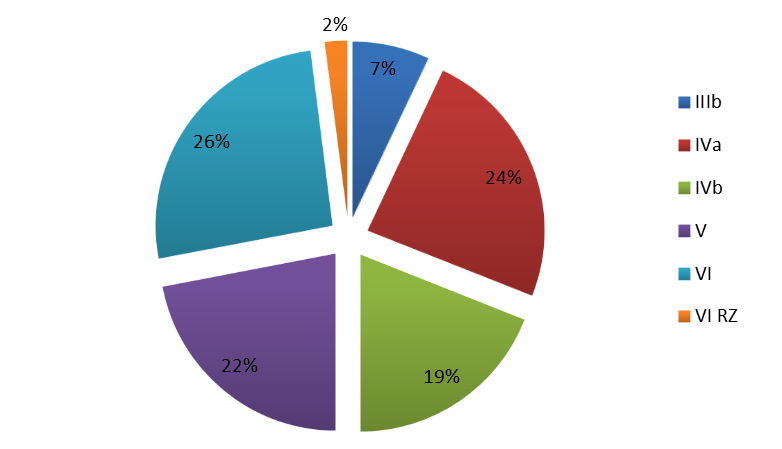 2%
7%
24%
26%
22%
19%
IIIb
IVa
IVb
V
VI
VI RZ